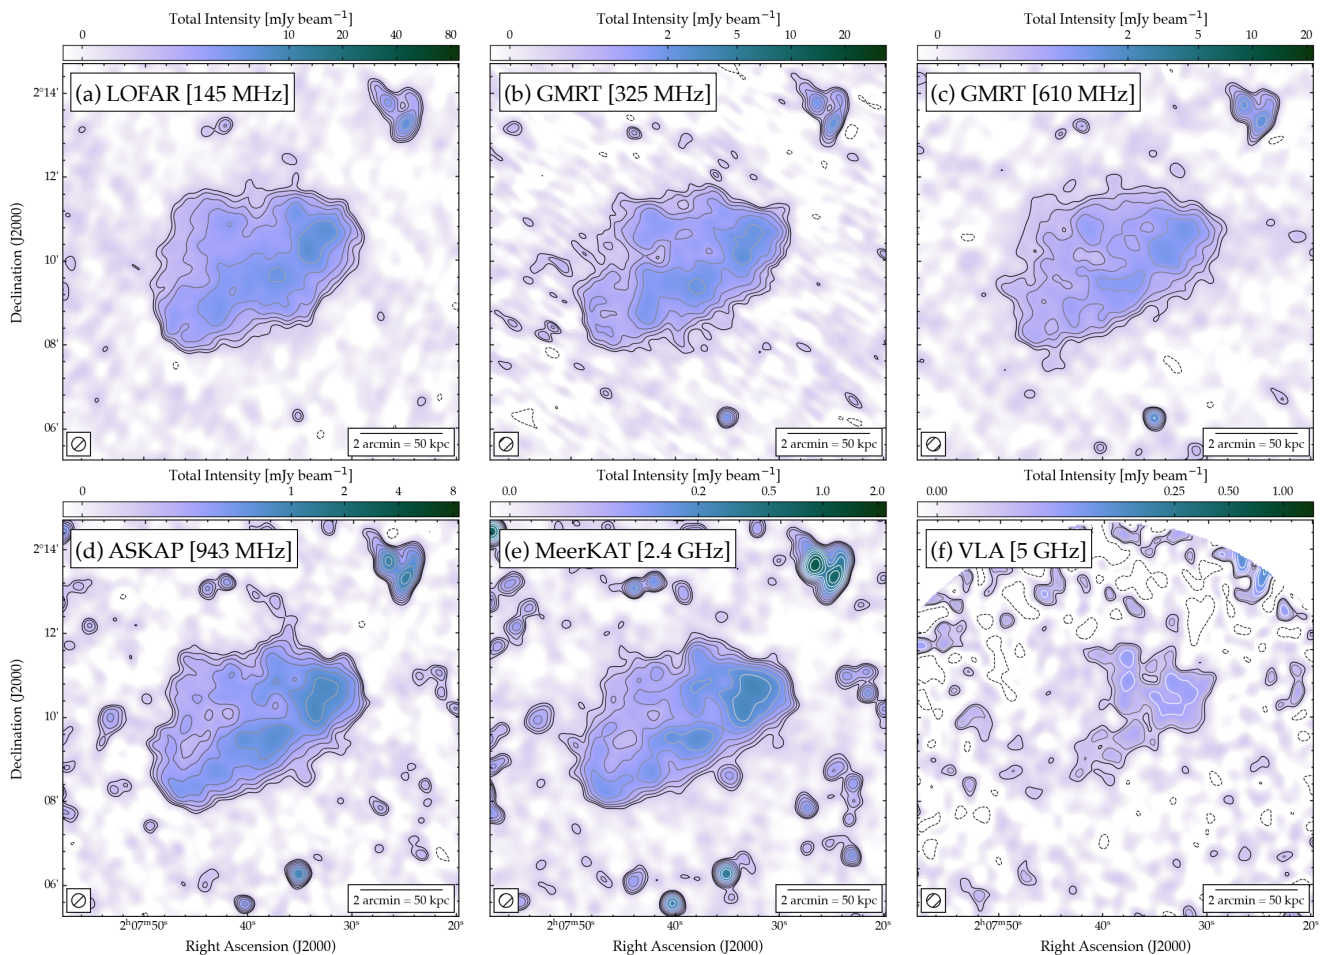 Total Intensity [mJy beam⁻¹]
Total Intensity [mJy beam⁻¹]
Total Intensity [mJy beam⁻¹]
0 10 20 40 80
0 2 5 10 20
0 2 5 10 20
(a) LOFAR [145 MHz]
(b) GMRT [325 MHz]
(c) GMRT [610 MHz]
2°14'
12'
10'
08'
06'
Declination (J2000)
2 arcmin = 50 kpc
2 arcmin = 50 kpc
2 arcmin = 50 kpc
Total Intensity [mJy beam⁻¹]
Total Intensity [mJy beam⁻¹]
Total Intensity [mJy beam⁻¹]
0 1 2 4 8
0.0 0.2 0.5 1.0 2.0
0.00 0.25 0.50 1.00
(d) ASKAP [943 MHz]
(e) MeerKAT [2.4 GHz]
(f) VLA [5 GHz]
2°14'
12'
10'
08'
06'
Declination (J2000)
2 arcmin = 50 kpc
2 arcmin = 50 kpc
2 arcmin = 50 kpc
2ʰ07ᵐ50ˢ 40ˢ 30ˢ 20ˢ
2ʰ07ᵐ50ˢ 40ˢ 30ˢ 20ˢ
2ʰ07ᵐ50ˢ 40ˢ 30ˢ 20ˢ
Right Ascension (J2000)
Right Ascension (J2000)
Right Ascension (J2000)